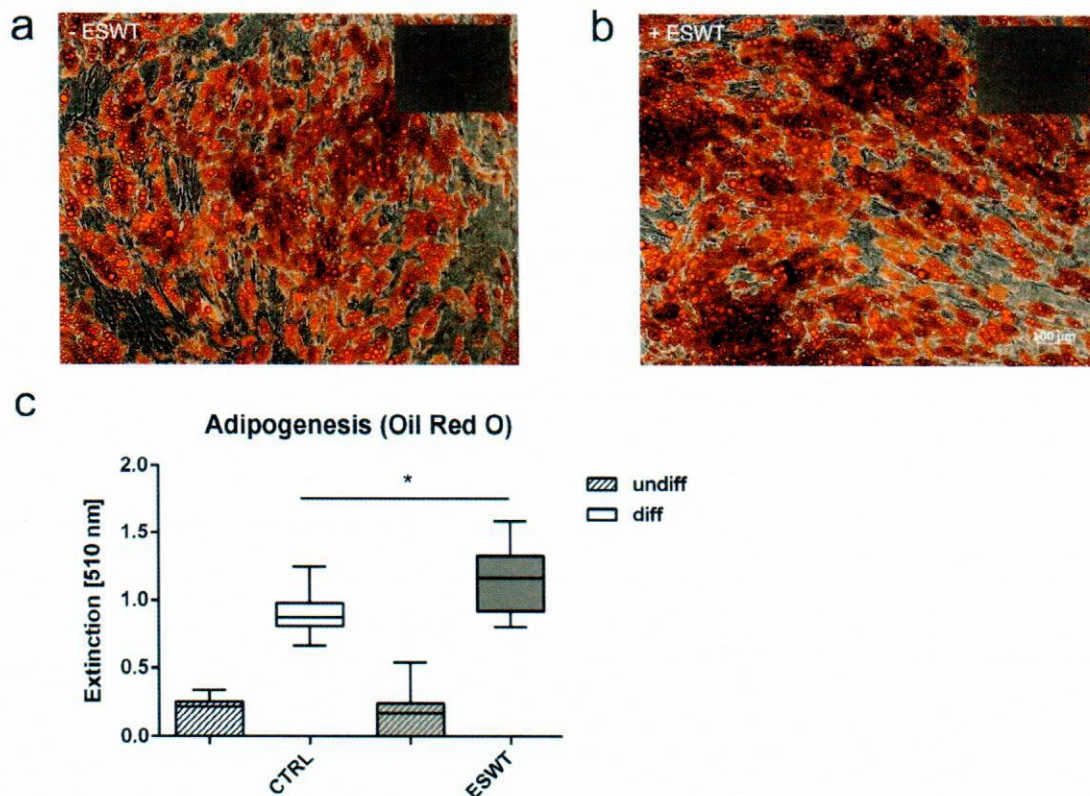 a
- ESWT
b
+ ESWT
100 µm
c
Adipogenesis (Oil Red O)
Extinction [510 nm]
2.0
1.5
1.0
0.5
0.0
CTRL
ESWT
*
undiff
diff